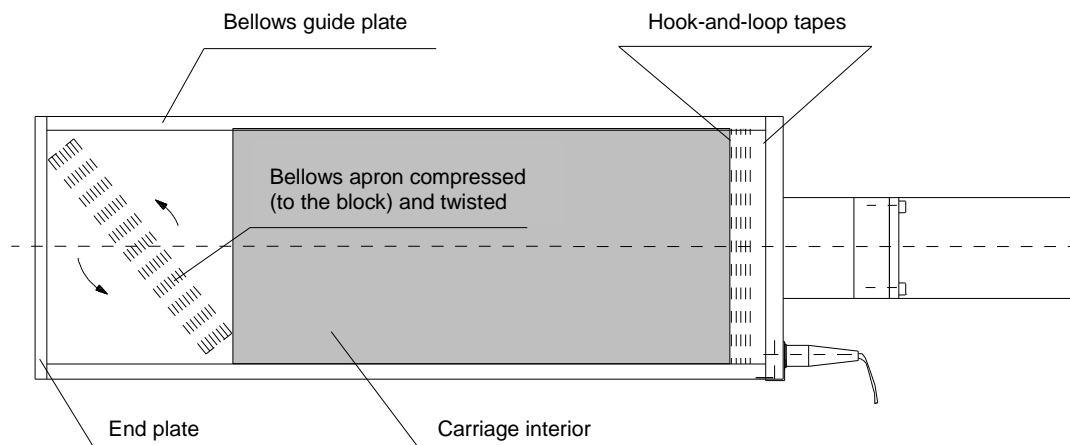 Bellows guide plate
Hook-and-loop tapes
Bellows apron compressed
(to the block) and twisted
End plate
Carriage interior